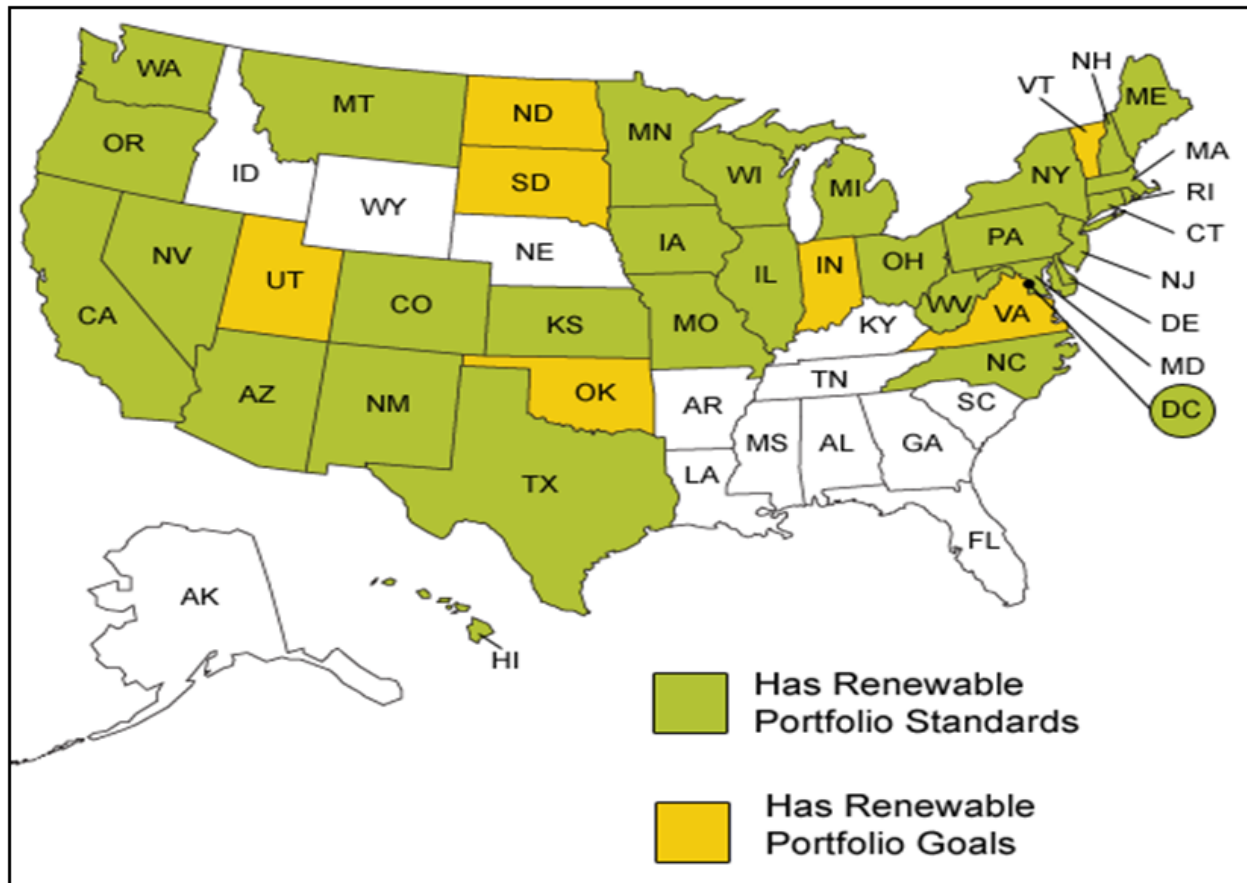 NH
VT
WA
ME
MT
ND
MN
OR
MA
ID
SD
WI
NY
MI
RI
WY
CT
IA
PA
NE
NV
IN
OH
NJ
UT
IL
CO
WV
CA
VA
KS
MO
KY
DE
NC
MD
TN
AZ
OK
NM
AR
SC
DC
MS
AL
GA
LA
TX
FL
AK
HI
Has Renewable
Portfolio Standards
Has Renewable
Portfolio Goals